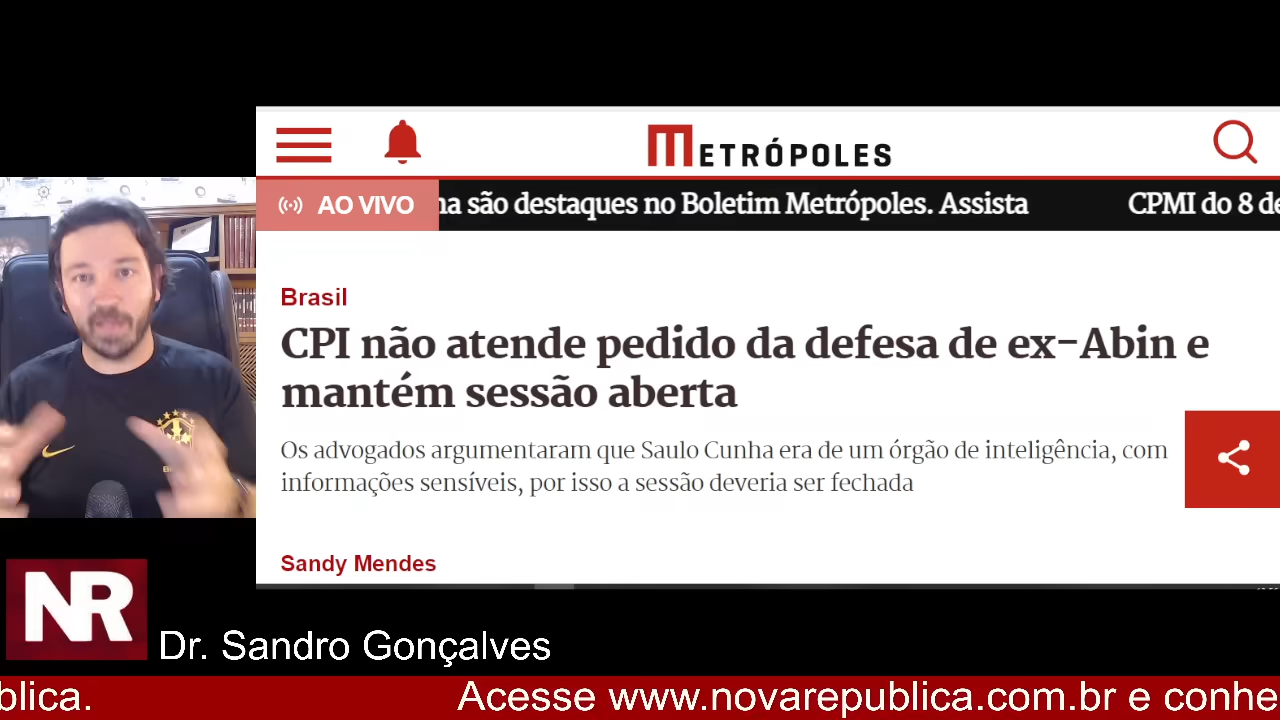 METRÓPOLES
AO VIVO
na são destaques no Boletim Metrópoles. Assista
CPMI do 8 de
Brasil
CPI não atende pedido da defesa de ex-Abin e
mantém sessão aberta
Os advogados argumentaram que Saulo Cunha era de um órgão de inteligência, com
informações sensíveis, por isso a sessão deveria ser fechada
Sandy Mendes
NR
Dr. Sandro Gonçalves
blica.
Acesse www.novarepublica.com.br e conhe